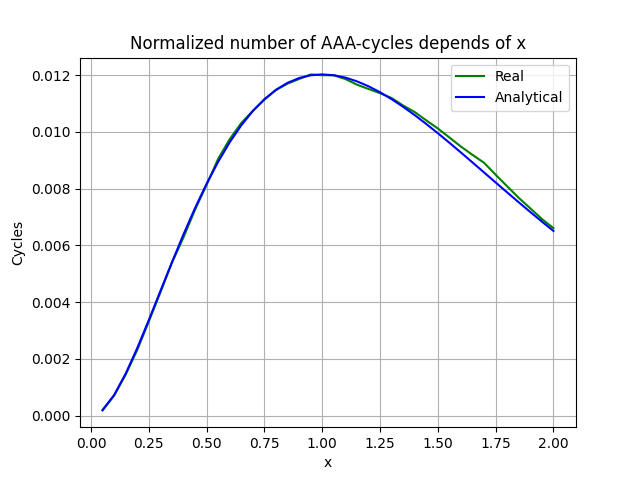 Normalized number of AAA-cycles depends of x
Real
Analytical
Cycles
0.012
0.010
0.008
0.006
0.004
0.002
0.000
0.00 0.25 0.50 0.75 1.00 1.25 1.50 1.75 2.00
x